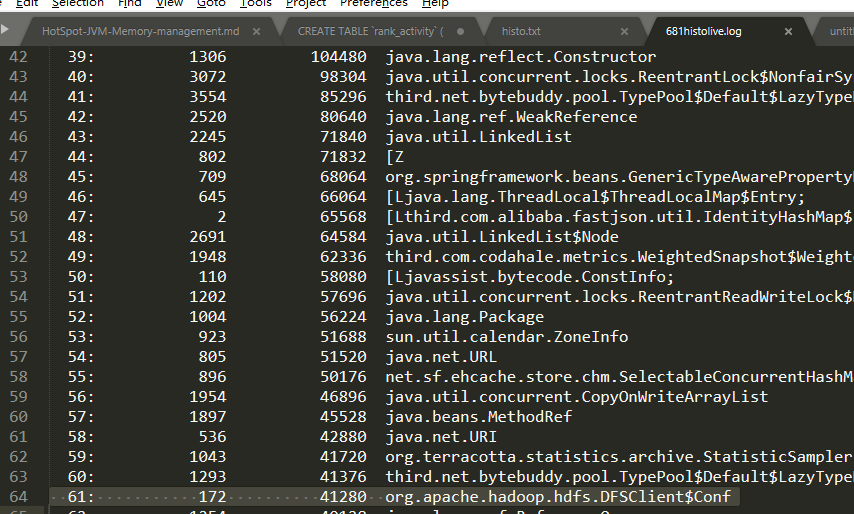 Edit Selection Find View Goto Tools Project Preferences Help
HotSpot-JVM-Memory-management.md × CREATE TABLE `rank_activity` ( ● histo.txt × 681histolive.log × untit
42 39: 1306 104480 java.lang.reflect.Constructor
43 40: 3072 98304 java.util.concurrent.locks.ReentrantLock$NonfairSy
44 41: 3554 85296 third.net.bytebuddy.pool.TypePool$Default$LazyType
45 42: 2520 80640 java.lang.ref.WeakReference
46 43: 2245 71840 java.util.LinkedList
47 44: 802 71832 [Z
48 45: 709 68064 org.springframework.beans.GenericTypeAwareProperty
49 46: 645 66064 [Ljava.lang.ThreadLocal$ThreadLocalMap$Entry;
50 47: 2 65568 [Lthird.com.alibaba.fastjson.util.IdentityHashMap$
51 48: 2691 64584 java.util.LinkedList$Node
52 49: 1948 62336 third.com.codahale.metrics.WeightedSnapshot$Weight
53 50: 110 58080 [Ljavassist.bytecode.ConstInfo;
54 51: 1202 57696 java.util.concurrent.locks.ReentrantReadWriteLock$
55 52: 1004 56224 java.lang.Package
56 53: 923 51688 sun.util.calendar.ZoneInfo
57 54: 805 51520 java.net.URL
58 55: 896 50176 net.sf.ehcache.store.chm.SelectableConcurrentHashM
59 56: 1954 46896 java.util.concurrent.CopyOnWriteArrayList
60 57: 1897 45528 java.beans.MethodRef
61 58: 536 42880 java.net.URI
62 59: 1043 41720 org.terracotta.statistics.archive.StatisticSampler
63 60: 1293 41376 third.net.bytebuddy.pool.TypePool$Default$LazyType
64 61: 172 41280 org.apache.hadoop.hdfs.DFSClient$Conf